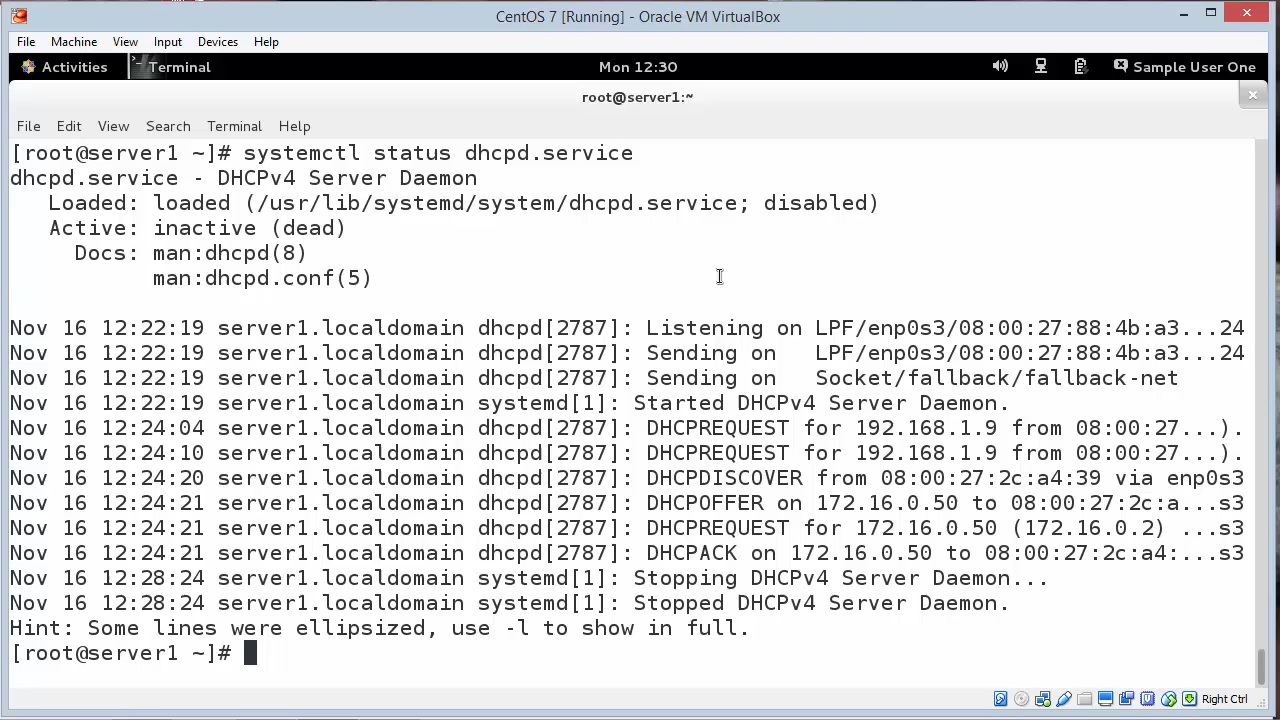 CentOS 7 [Running] - Oracle VM VirtualBox
File Machine View Input Devices Help
Activities Terminal Mon 12:30 Sample User One
root@server1:~
File Edit View Search Terminal Help
[root@server1 ~]# systemctl status dhcpd.service
dhcpd.service - DHCPv4 Server Daemon
Loaded: loaded (/usr/lib/systemd/system/dhcpd.service; disabled)
Active: inactive (dead)
Docs: man:dhcpd(8)
man:dhcpd.conf(5)
Nov 16 12:22:19 server1.localdomain dhcpd[2787]: Listening on LPF/enp0s3/08:00:27:88:4b:a3...24
Nov 16 12:22:19 server1.localdomain dhcpd[2787]: Sending on   LPF/enp0s3/08:00:27:88:4b:a3...24
Nov 16 12:22:19 server1.localdomain dhcpd[2787]: Sending on   Socket/fallback/fallback-net
Nov 16 12:22:19 server1.localdomain systemd[1]: Started DHCPv4 Server Daemon.
Nov 16 12:24:04 server1.localdomain dhcpd[2787]: DHCPREQUEST for 192.168.1.9 from 08:00:27...).
Nov 16 12:24:10 server1.localdomain dhcpd[2787]: DHCPREQUEST for 192.168.1.9 from 08:00:27...).
Nov 16 12:24:20 server1.localdomain dhcpd[2787]: DHCPDISCOVER from 08:00:27:2c:a4:39 via enp0s3
Nov 16 12:24:21 server1.localdomain dhcpd[2787]: DHCPOFFER on 172.16.0.50 to 08:00:27:2c:a...s3
Nov 16 12:24:21 server1.localdomain dhcpd[2787]: DHCPREQUEST for 172.16.0.50 (172.16.0.2) ...s3
Nov 16 12:24:21 server1.localdomain dhcpd[2787]: DHCPACK on 172.16.0.50 to 08:00:27:2c:a4:...s3
Nov 16 12:28:24 server1.localdomain systemd[1]: Stopping DHCPv4 Server Daemon...
Nov 16 12:28:24 server1.localdomain systemd[1]: Stopped DHCPv4 Server Daemon.
Hint: Some lines were ellipsized, use -l to show in full.
[root@server1 ~]#
Right Ctrl